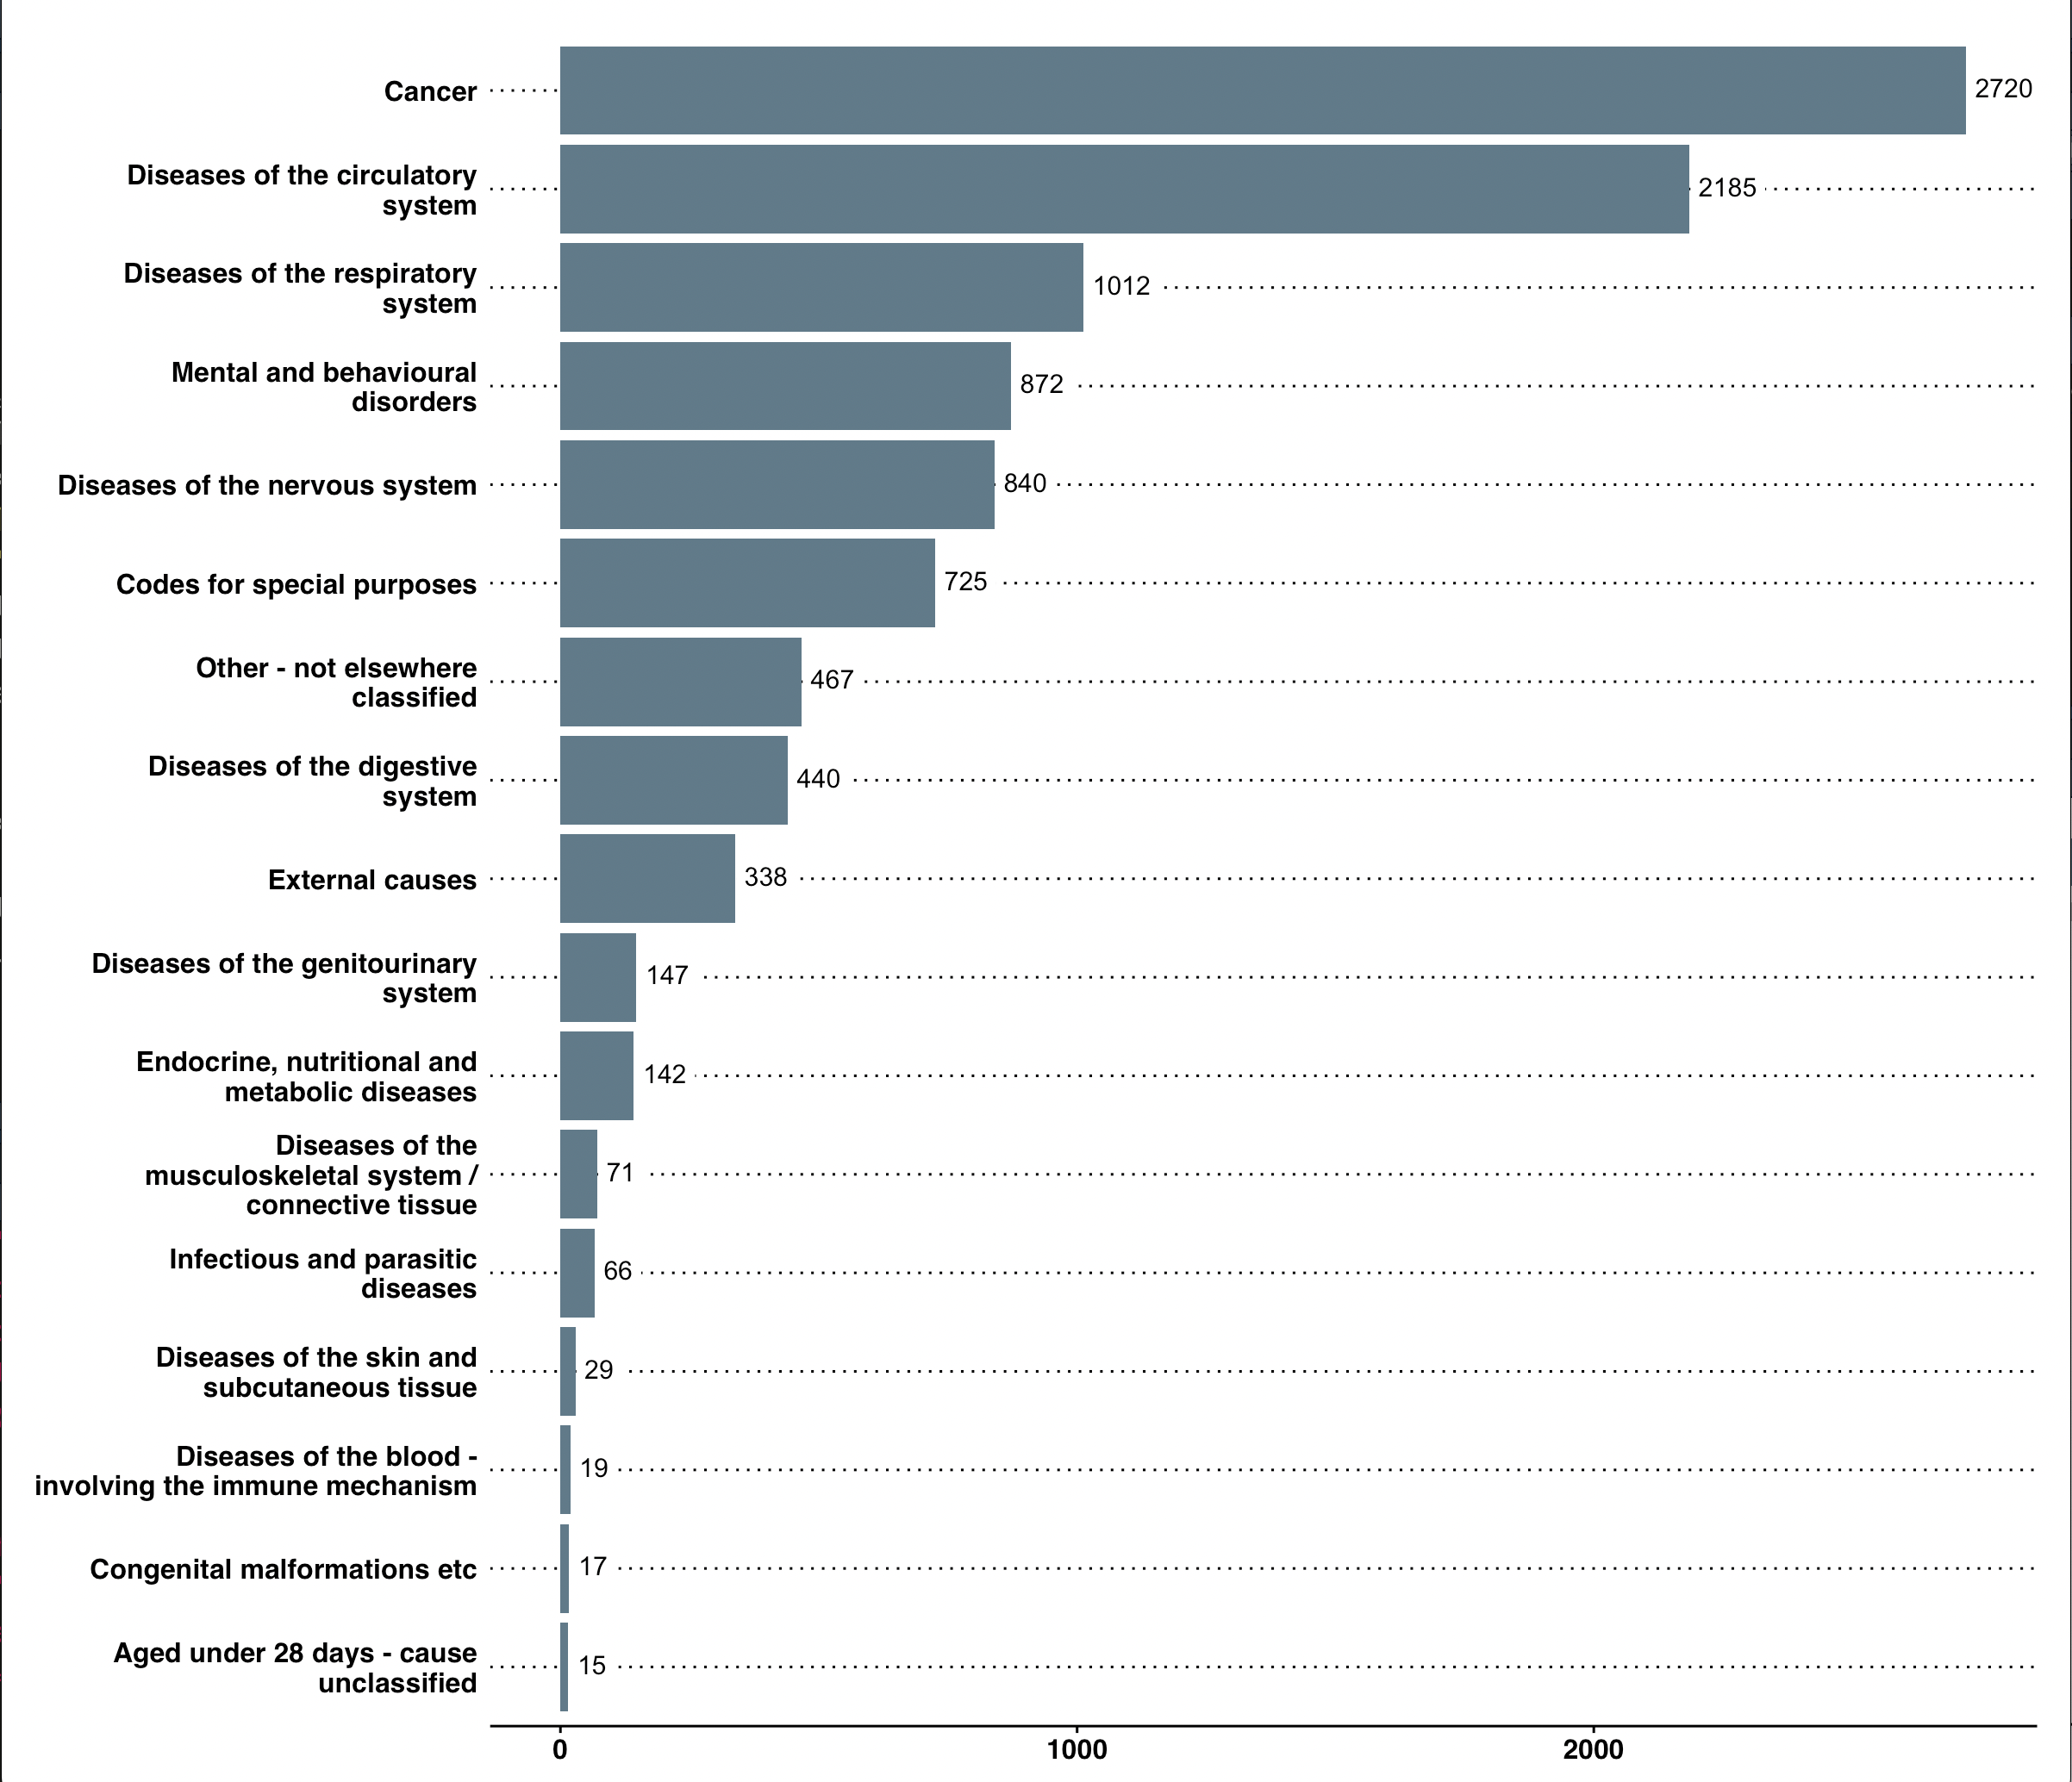 Cancer
2720
Diseases of the circulatory
system
2185
Diseases of the respiratory
system
1012
Mental and behavioural
disorders
872
Diseases of the nervous system
840
Codes for special purposes
725
Other - not elsewhere
classified
467
Diseases of the digestive
system
440
External causes
338
Diseases of the genitourinary
system
147
Endocrine, nutritional and
metabolic diseases
142
Diseases of the
musculoskeletal system /
connective tissue
71
Infectious and parasitic
diseases
66
Diseases of the skin and
subcutaneous tissue
29
Diseases of the blood -
involving the immune mechanism
19
Congenital malformations etc
17
Aged under 28 days - cause
unclassified
15
0 1000 2000